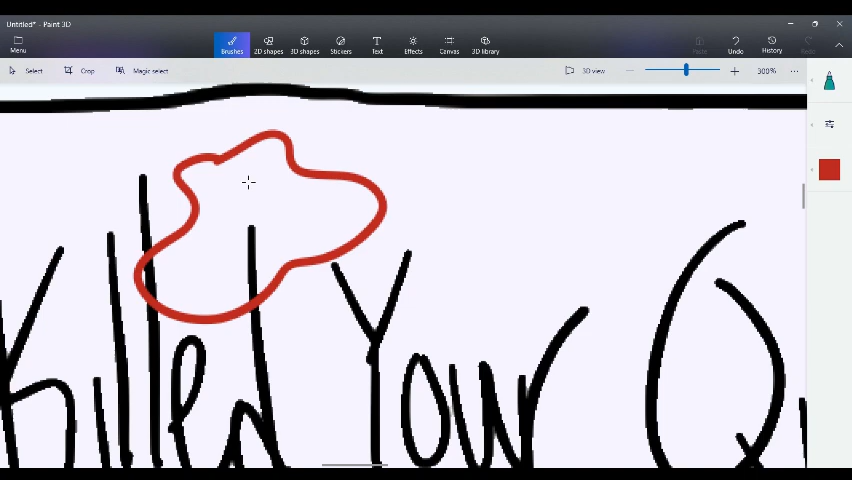 Untitled* - Paint 3D
Menu Brushes 2D shapes 3D shapes Stickers Text Effects Canvas 3D library Paste Undo History Redo
Select Crop Magic select 3D view 300%
Killed Your